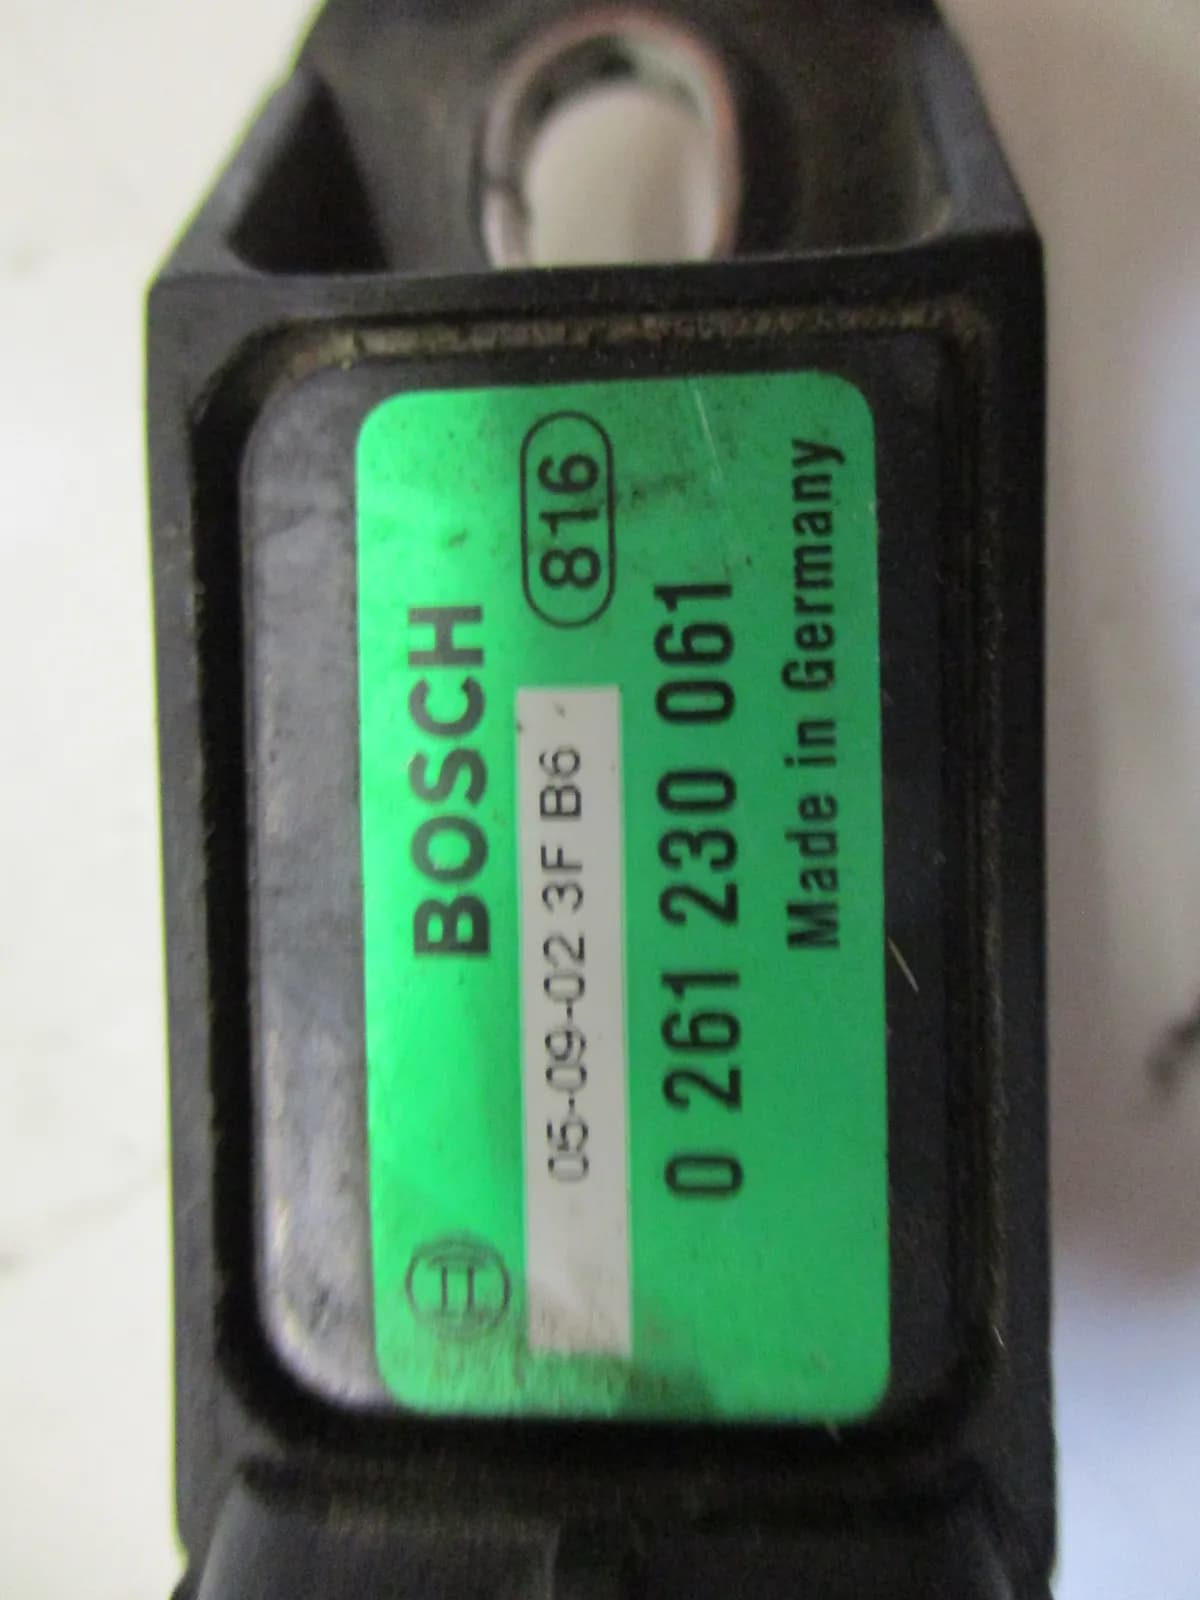 BOSCH
05-09-02 3F B6 816
0 261 230 061
Made in Germany